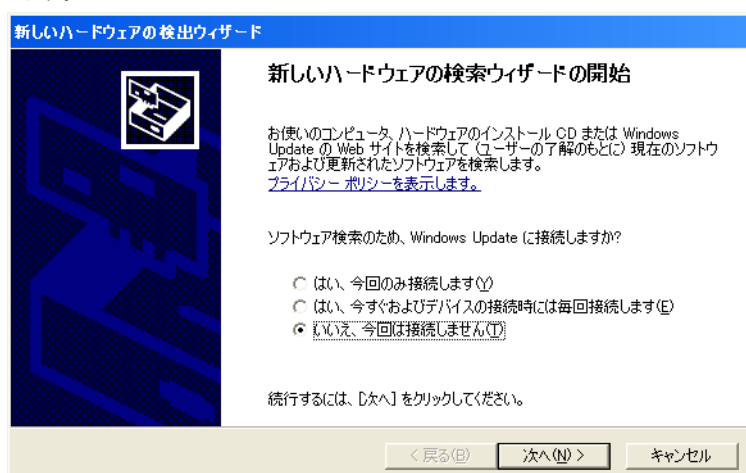 新しいハードウェアの検出ウィザード
新しいハードウェアの検索ウィザードの開始
お使いのコンピュータ、ハードウェアのインストール CD または Windows
Update の Web サイトを検索して (ユーザーの了解のもとに) 現在のソフトウ
ェアおよび更新されたソフトウェアを検索します。
プライバシー ポリシーを表示します。
ソフトウェア検索のため、Windows Update に接続しますか?
はい、今回のみ接続します(Y)
はい、今すぐおよびデバイスの接続時には毎回接続します(E)
いいえ、今回は接続しません(T)
続行するには、[次へ] をクリックしてください。
< 戻る(B) 次へ(N) > キャンセル